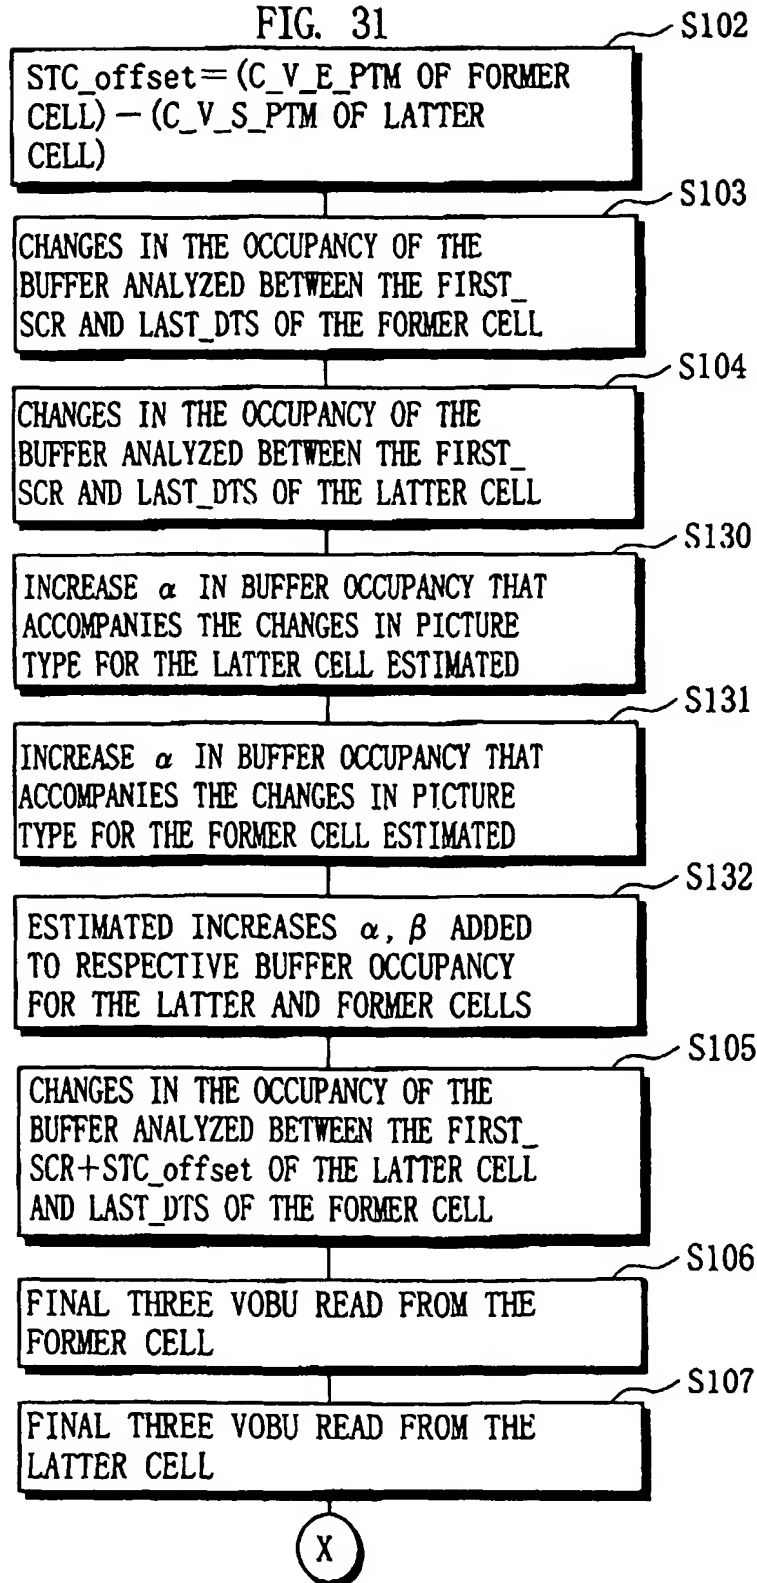 FIG. 31
S102
STC_offset=(C_V_E_PTM OF FORMER
CELL)-(C_V_S_PTM OF LATTER
CELL)
S103
CHANGES IN THE OCCUPANCY OF THE
BUFFER ANALYZED BETWEEN THE FIRST_
SCR AND LAST_DTS OF THE FORMER CELL
S104
CHANGES IN THE OCCUPANCY OF THE
BUFFER ANALYZED BETWEEN THE FIRST_
SCR AND LAST_DTS OF THE LATTER CELL
S130
INCREASE α IN BUFFER OCCUPANCY THAT
ACCOMPANIES THE CHANGES IN PICTURE
TYPE FOR THE LATTER CELL ESTIMATED
S131
INCREASE α IN BUFFER OCCUPANCY THAT
ACCOMPANIES THE CHANGES IN PICTURE
TYPE FOR THE FORMER CELL ESTIMATED
S132
ESTIMATED INCREASES α, β ADDED
TO RESPECTIVE BUFFER OCCUPANCY
FOR THE LATTER AND FORMER CELLS
S105
CHANGES IN THE OCCUPANCY OF THE
BUFFER ANALYZED BETWEEN THE FIRST_
SCR+STC_offset OF THE LATTER CELL
AND LAST_DTS OF THE FORMER CELL
S106
FINAL THREE VOBU READ FROM THE
FORMER CELL
S107
FINAL THREE VOBU READ FROM THE
LATTER CELL
X